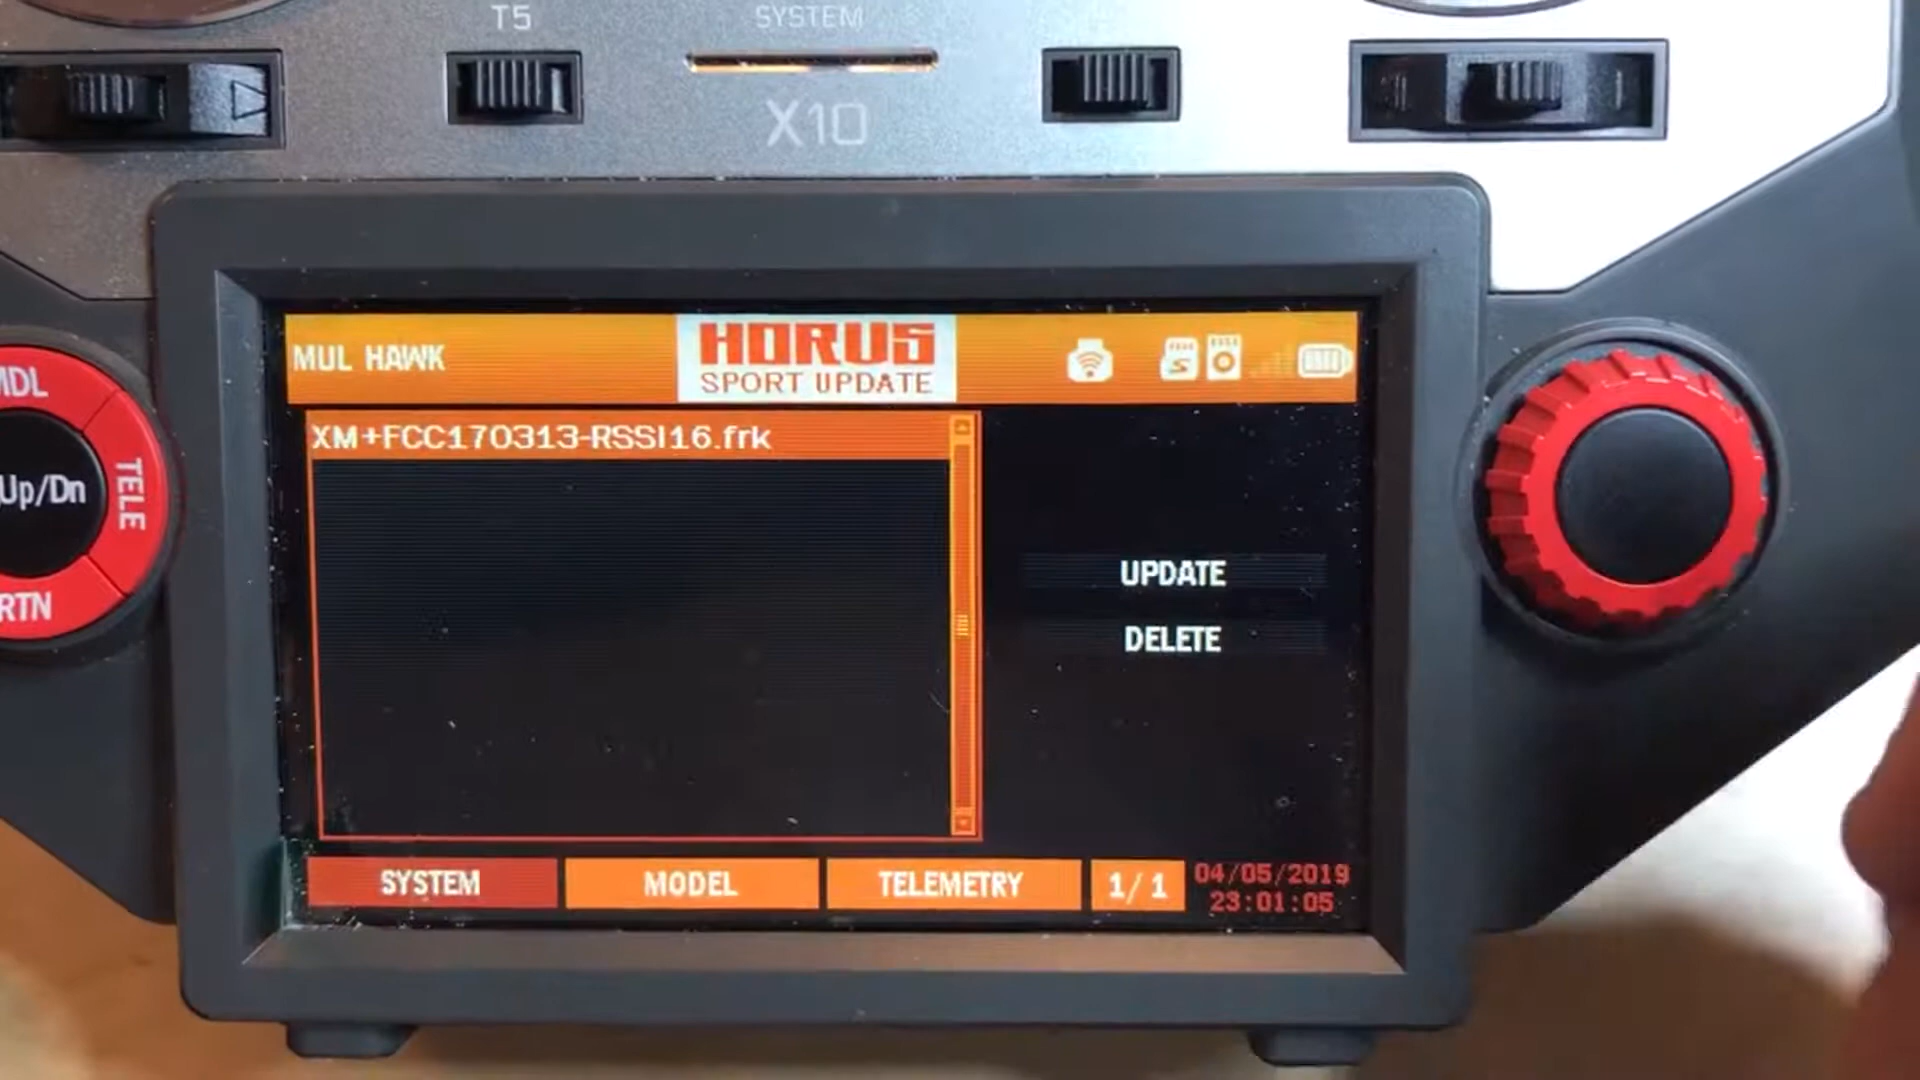 T5
SYSTEM
X10
MUL HAWK
HORUS
SPORT UPDATE
XM+FCC170313-RSSI16.frk
UPDATE
DELETE
MDL
Up/Dn
TELE
RTN
SYSTEM
MODEL
TELEMETRY
1/1
04/05/2019
23:01:05